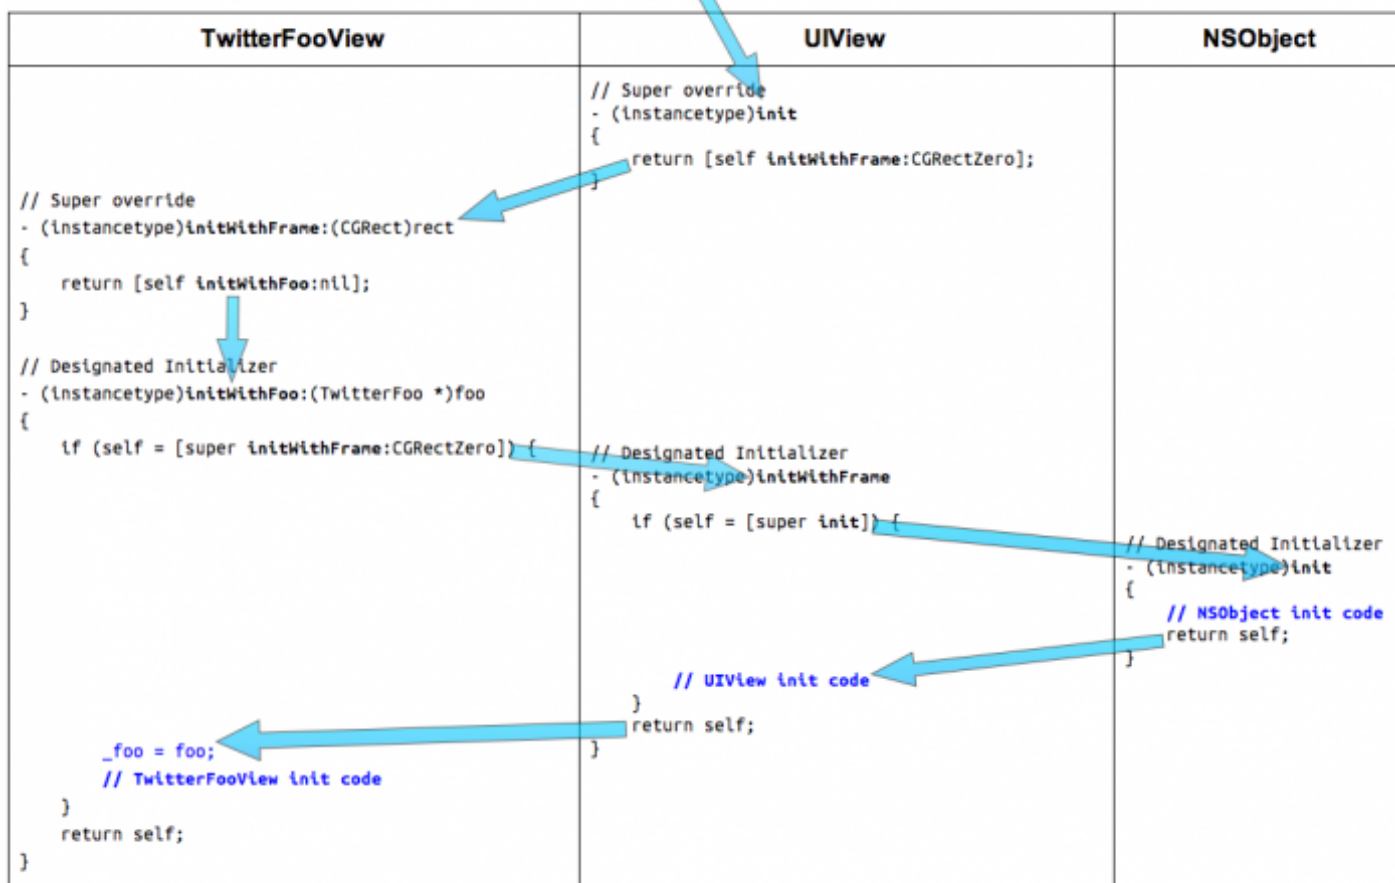 TwitterFooView
UIView
NSObject
// Super override
- (instancetype)init
{
return [self initWithFrame:CGRectZero];
}
// Super override
- (instancetype)initWithFrame:(CGRect)rect
{
return [self initWithFoo:nil];
}
// Designated Initializer
- (instancetype)initWithFoo:(TwitterFoo *)foo
{
if (self = [super initWithFrame:CGRectZero]) {
// Designated Initializer
- (instancetype)initWithFrame
{
if (self = [super init]) {
// Designated Initializer
- (instancetype)init
{
// NSObject init code
return self;
}
// UIView init code
}
return self;
}
_foo = foo;
// TwitterFooView init code
}
return self;
}